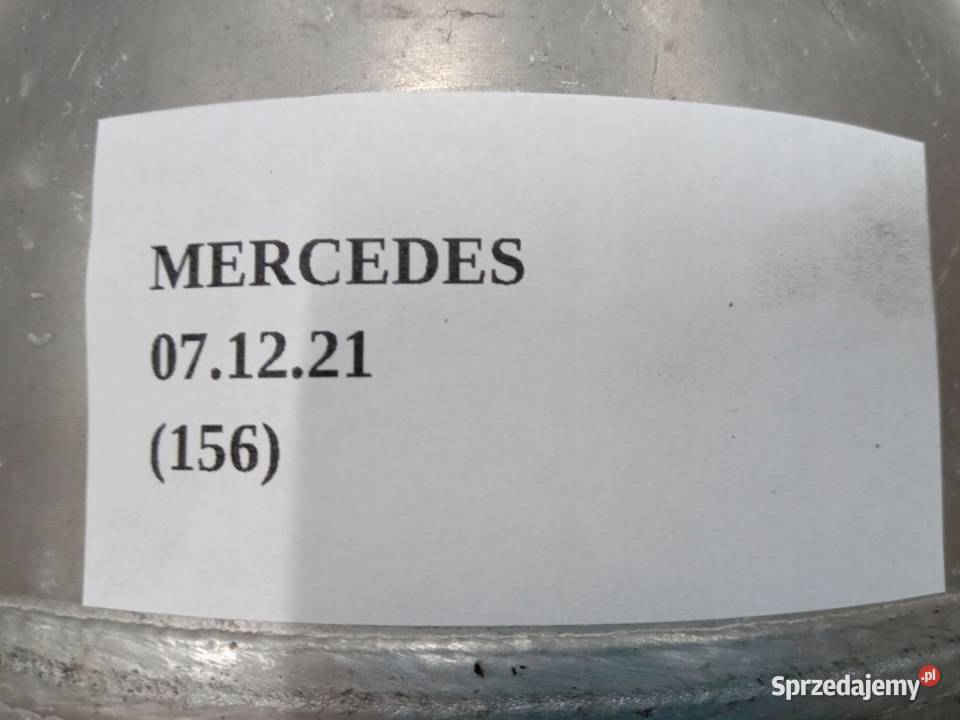 MERCEDES
07.12.21
(156)
Sprzedajemy.pl